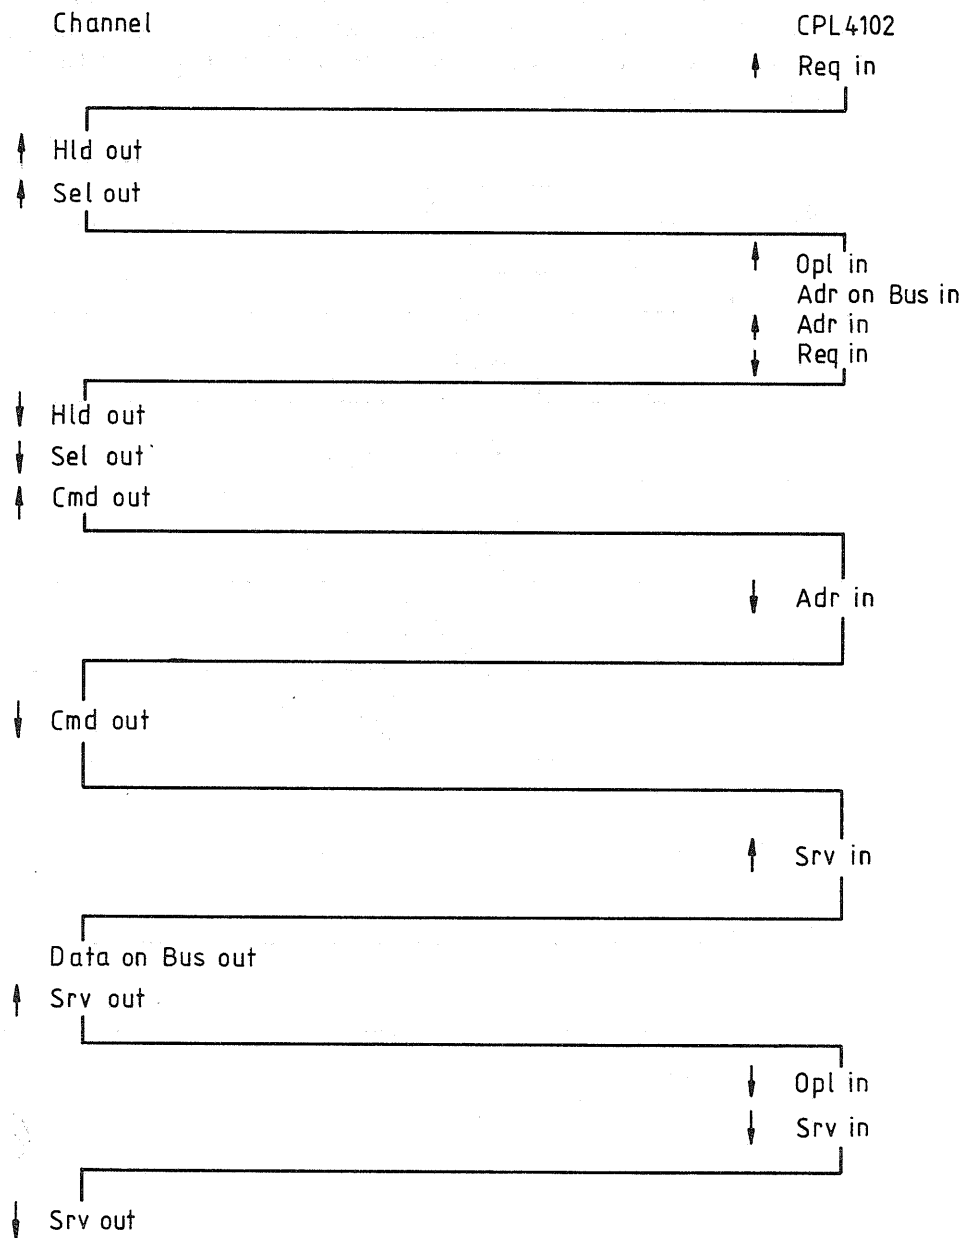 Channel CPL4102
↑ Req in
↑ Hld out
↑ Sel out
↑ Opl in
Adr on Bus in
↑ Adr in
↓ Req in
↓ Hld out
↓ Sel out
↑ Cmd out
↓ Adr in
↓ Cmd out
↑ Srv in
Data on Bus out
↑ Srv out
↓ Opl in
↓ Srv in
↓ Srv out